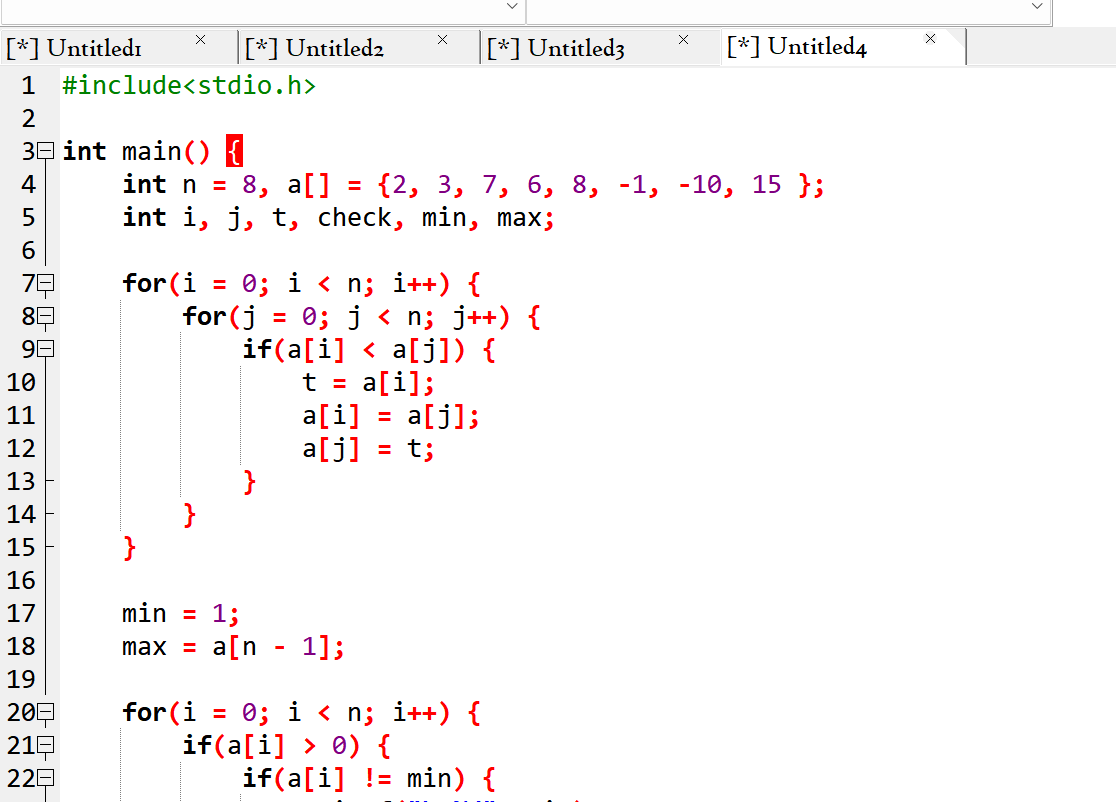 [*] Untitled1 [*] Untitled2 [*] Untitled3 [*] Untitled4
1 #include<stdio.h>
2
3 int main() {
4 int n = 8, a[] = {2, 3, 7, 6, 8, -1, -10, 15 };
5 int i, j, t, check, min, max;
6
7 for(i = 0; i < n; i++) {
8 for(j = 0; j < n; j++) {
9 if(a[i] < a[j]) {
10 t = a[i];
11 a[i] = a[j];
12 a[j] = t;
13 }
14 }
15 }
16
17 min = 1;
18 max = a[n - 1];
19
20 for(i = 0; i < n; i++) {
21 if(a[i] > 0) {
22 if(a[i] != min) {